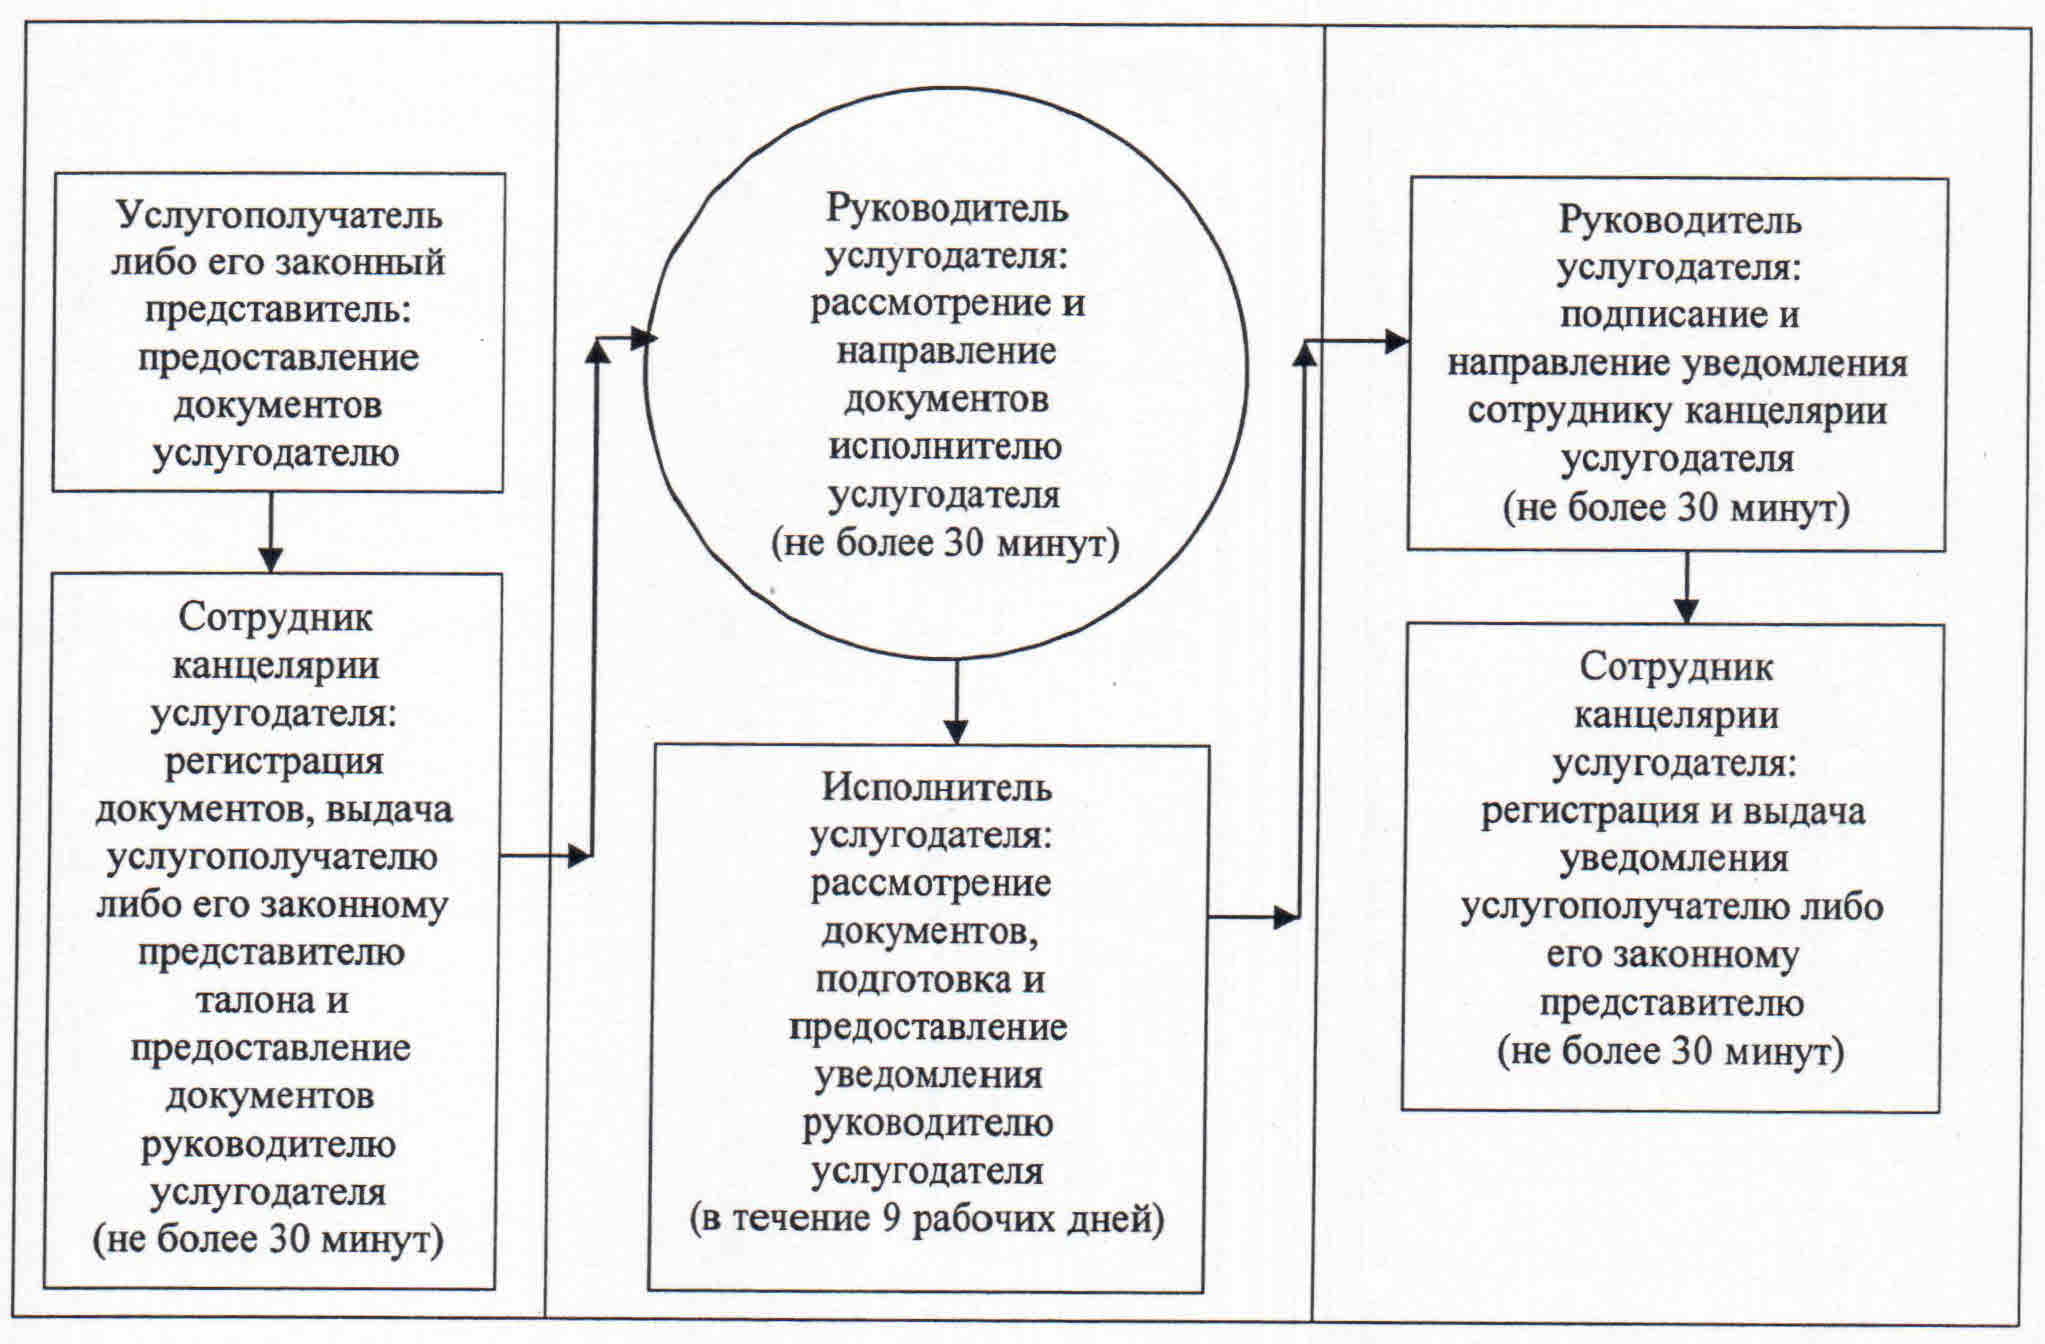 Услугополучатель
либо его законный
представитель:
предоставление
документов
услугодателю
Сотрудник
канцелярии
услугодателя:
регистрация
документов, выдача
услугополучателю
либо его законному
представителю
талона и
предоставление
документов
руководителю
услугодателя
(не более 30 минут)
Руководитель
услугодателя:
рассмотрение и
направление
документов
исполнителю
услугодателя
(не более 30 минут)
Исполнитель
услугодателя:
рассмотрение
документов,
подготовка и
предоставление
уведомления
руководителю
услугодателя
(в течение 9 рабочих дней)
Руководитель
услугодателя:
подписание и
направление уведомления
сотруднику канцелярии
услугодателя
(не более 30 минут)
Сотрудник
канцелярии
услугодателя:
регистрация и выдача
уведомления
услугополучателю либо
его законному
представителю
(не более 30 минут)